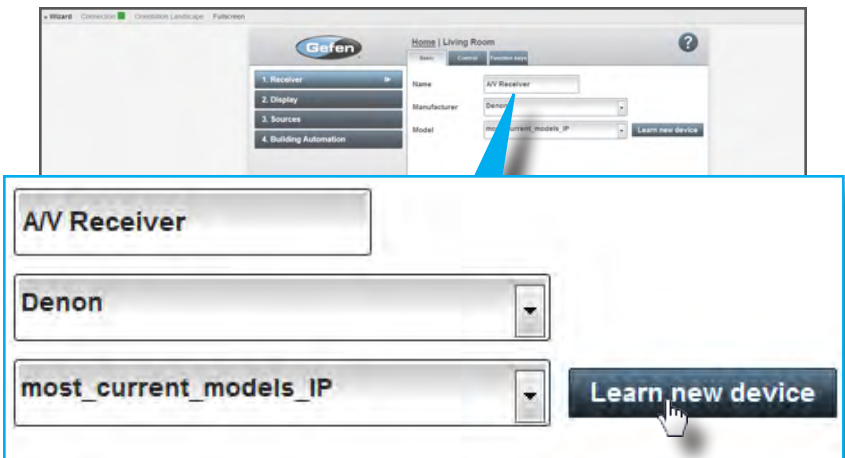 Wizard Connection Orientation Landscape Fullscreen
Gefen
Home | Living Room
?
Basic Control Function keys
1. Receiver
Name A/V Receiver
2. Display
Manufacturer Denon
3. Sources
Model most_current_models_IP Learn new device
4. Building Automation
A/V Receiver
Denon
most_current_models_IP
Learn new device